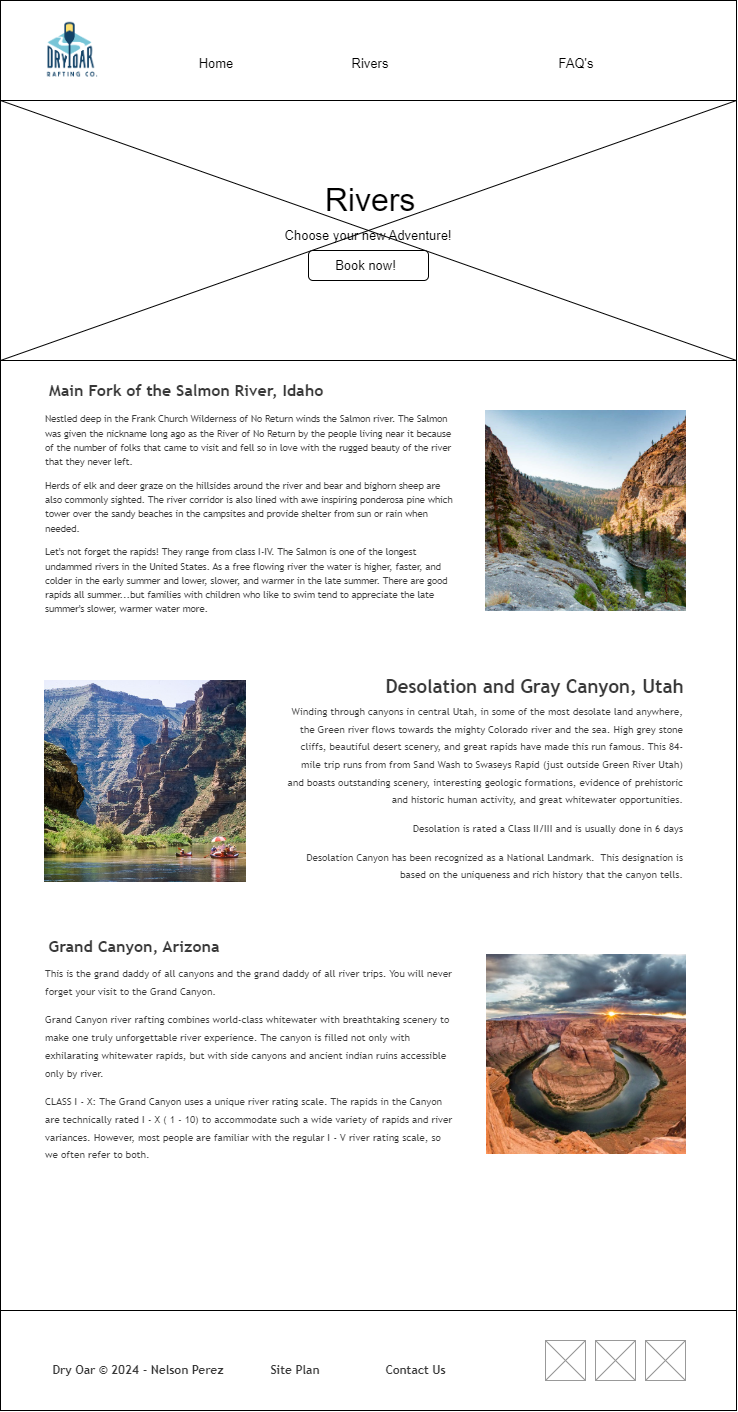 DRY OAR
RAFTING CO.
Home
Rivers
FAQ's
Rivers
Choose your new Adventure!
Book now!
Main Fork of the Salmon River, Idaho
Nestled deep in the Frank Church Wilderness of No Return winds the Salmon river. The Salmon
was given the nickname long ago as the River of No Return by the people living near it because
of the number of folks that came to visit and fell so in love with the rugged beauty of the river
that they never left.
Herds of elk and deer graze on the hillsides around the river and bear and bighorn sheep are
also commonly sighted. The river corridor is also lined with awe inspiring ponderosa pine which
tower over the sandy beaches in the campsites and provide shelter from sun or rain when
needed.
Let's not forget the rapids! They range from class I-IV. The Salmon is one of the longest
undammed rivers in the United States. As a free flowing river the water is higher, faster, and
colder in the early summer and lower, slower, and warmer in the late summer. There are good
rapids all summer...but families with children who like to swim tend to appreciate the late
summer's slower, warmer water more.
Desolation and Gray Canyon, Utah
Winding through canyons in central Utah, in some of the most desolate land anywhere,
the Green river flows towards the mighty Colorado river and the sea. High grey stone
cliffs, beautiful desert scenery, and great rapids have made this run famous. This 84-
mile trip runs from from Sand Wash to Swaseys Rapid (just outside Green River Utah)
and boasts outstanding scenery, interesting geologic formations, evidence of prehistoric
and historic human activity, and great whitewater opportunities.
Desolation is rated a Class II/III and is usually done in 6 days
Desolation Canyon has been recognized as a National Landmark.  This designation is
based on the uniqueness and rich history that the canyon tells.
Grand Canyon, Arizona
This is the grand daddy of all canyons and the grand daddy of all river trips. You will never
forget your visit to the Grand Canyon.
Grand Canyon river rafting combines world-class whitewater with breathtaking scenery to
make one truly unforgettable river experience. The canyon is filled not only with
exhilarating whitewater rapids, but with side canyons and ancient indian ruins accessible
only by river.
CLASS I - X: The Grand Canyon uses a unique river rating scale. The rapids in the Canyon
are technically rated I - X ( 1 - 10) to accommodate such a wide variety of rapids and river
variances. However, most people are familiar with the regular I - V river rating scale, so
we often refer to both.
Dry Oar © 2024 - Nelson Perez
Site Plan
Contact Us